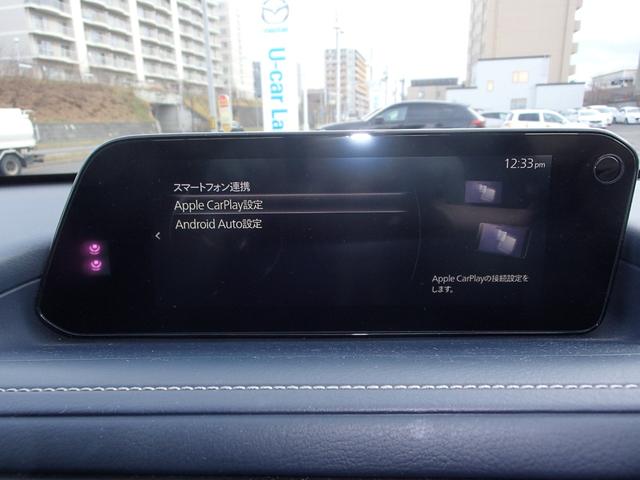 U-car La
12:33pm
スマートフォン連携
Apple CarPlay設定
Android Auto設定
Apple CarPlayの接続設定を
します。